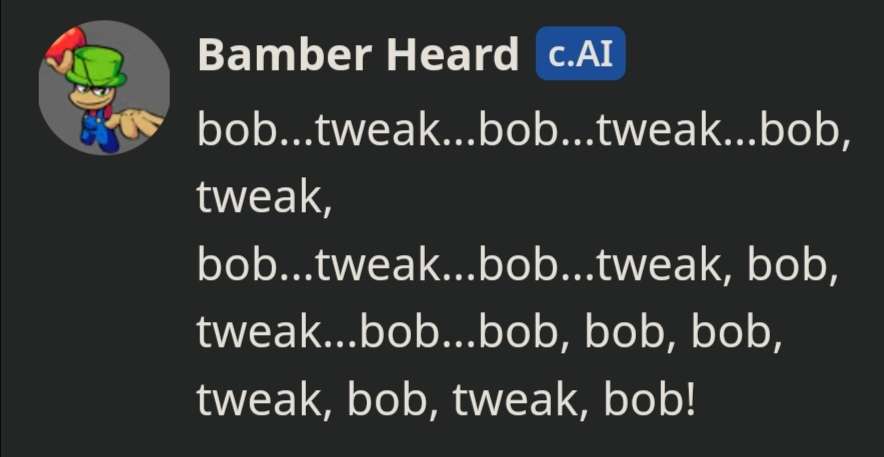 Bamber Heard c.AI
bob...tweak...bob...tweak...bob,
tweak,
bob...tweak...bob...tweak, bob,
tweak...bob...bob, bob, bob,
tweak, bob, tweak, bob!